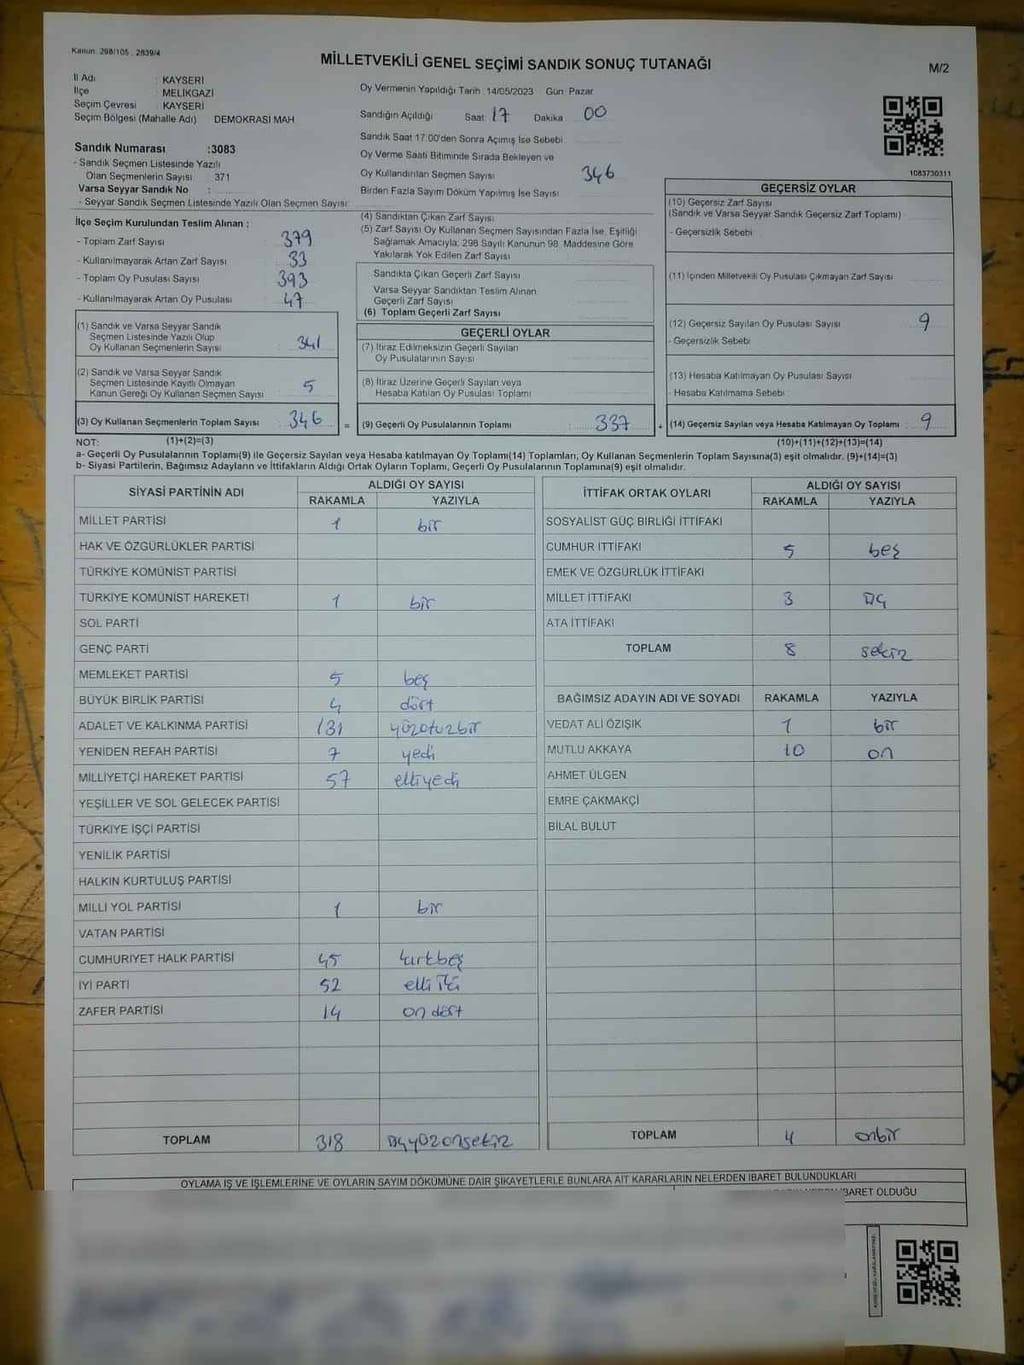 Kanun: 298/105 , 2839/4
MİLLETVEKİLİ GENEL SEÇİMİ SANDIK SONUÇ TUTANAĞI
M/2
İl Adı : KAYSERİ
İlçe : MELİKGAZİ
Seçim Çevresi : KAYSERİ
Seçim Bölgesi (Mahalle Adı) DEMOKRASİ MAH
Oy Vermenin Yapıldığı Tarih :14/05/2023 Gün: Pazar
Sandığın Açıldığı Saat: 17 Dakika: 00
Sandık Saat 17:00'den Sonra Açımış İse Sebebi:
Sandık Numarası :3083
- Sandık Seçmen Listesinde Yazılı
Olan Seçmenlerin Sayısı : 371
Varsa Seyyar Sandık No :
- Seyyar Sandık Seçmen Listesinde Yazılı Olan Seçmen Sayısı:
Oy Verme Saati Bitiminde Sırada Bekleyen ve
Oy Kullandırılan Seçmen Sayısı : 346
Birden Fazla Sayım Döküm Yapılmış İse Sayısı:
1083730311
İlçe Seçim Kurulundan Teslim Alınan :
- Toplam Zarf Sayısı : 379
- Kullanılmayarak Artan Zarf Sayısı : 33
- Toplam Oy Pusulası Sayısı : 393
- Kullanılmayarak Artan Oy Pusulası : 47
(1) Sandık ve Varsa Seyyar Sandık
Seçmen Listesinde Yazılı Olup
Oy Kullanan Seçmenlerin Sayısı : 341
(2) Sandık ve Varsa Seyyar Sandık
Seçmen Listesinde Kayıtlı Olmayan
Kanun Gereği Oy Kullanan Seçmen Sayısı : 5
(3) Oy Kullanan Seçmenlerin Toplam Sayısı : 346
(4) Sandıktan Çıkan Zarf Sayısı :
(5) Zarf Sayısı Oy Kullanan Seçmen Sayısından Fazla İse, Eşitliği
Sağlamak Amacıyla; 298 Sayılı Kanunun 98. Maddesine Göre
Yakılarak Yok Edilen Zarf Sayısı :
Sandıkta Çıkan Geçerli Zarf Sayısı :
Varsa Seyyar Sandıktan Teslim Alınan
Geçerli Zarf Sayısı :
(6) Toplam Geçerli Zarf Sayısı :
GEÇERLİ OYLAR
(7) İtiraz Edilmeksizin Geçerli Sayılan
Oy Pusulalarının Sayısı :
(8) İtiraz Üzerine Geçerli Sayılan veya
Hesaba Katılan Oy Pusulası Toplamı :
= (9) Geçerli Oy Pusulalarının Toplamı : 337
GEÇERSİZ OYLAR
(10) Geçersiz Zarf Sayısı
(Sandık ve Varsa Seyyar Sandık Geçersiz Zarf Toplamı) :
- Geçersizlik Sebebi :
(11) İçinden Milletvekili Oy Pusulası Çıkmayan Zarf Sayısı :
(12) Geçersiz Sayılan Oy Pusulası Sayısı : 9
- Geçersizlik Sebebi :
(13) Hesaba Katılmayan Oy Pusulası Sayısı :
- Hesaba Katılmama Sebebi :
+ (14) Geçersiz Sayılan veya Hesaba Katılmayan Oy Toplamı : 9
NOT: (1)+(2)=(3)
(10)+(11)+(12)+(13)=(14)
a- Geçerli Oy Pusulalarının Toplamı(9) ile Geçersiz Sayılan veya Hesaba katılmayan Oy Toplamı(14) Toplamları, Oy Kullanan Seçmenlerin Toplam Sayısına(3) eşit olmalıdır. (9)+(14)=(3)
b- Siyasi Partilerin, Bağımsız Adayların ve İttifakların Aldığı Ortak Oyların Toplamı, Geçerli Oy Pusulalarının Toplamına(9) eşit olmalıdır.
SİYASİ PARTİNİN ADI ALDIĞI OY SAYISI
RAKAMLA YAZIYLA
MİLLET PARTİSİ 1 bir
HAK VE ÖZGÜRLÜKLER PARTİSİ
TÜRKİYE KOMÜNİST PARTİSİ
TÜRKİYE KOMÜNİST HAREKETİ 1 bir
SOL PARTİ
GENÇ PARTİ
MEMLEKET PARTİSİ 5 beş
BÜYÜK BİRLİK PARTİSİ 4 dört
ADALET VE KALKINMA PARTİSİ 131 yüzotuzbir
YENİDEN REFAH PARTİSİ 7 yedi
MİLLİYETÇİ HAREKET PARTİSİ 57 elliyedi
YEŞİLLER VE SOL GELECEK PARTİSİ
TÜRKİYE İŞÇİ PARTİSİ
YENİLİK PARTİSİ
HALKIN KURTULUŞ PARTİSİ
MİLLİ YOL PARTİSİ 1 bir
VATAN PARTİSİ
CUMHURİYET HALK PARTİSİ 45 kırkbeş
İYİ PARTİ 52 elli iki
ZAFER PARTİSİ 14 on dört
TOPLAM 318 üçyüzonsekiz
İTTİFAK ORTAK OYLARI ALDIĞI OY SAYISI
RAKAMLA YAZIYLA
SOSYALİST GÜÇ BİRLİĞİ İTTİFAKI
CUMHUR İTTİFAKI 5 beş
EMEK VE ÖZGÜRLÜK İTTİFAKI
MİLLET İTTİFAKI 3 üç
ATA İTTİFAKI
TOPLAM 8 sekiz
BAĞIMSIZ ADAYIN ADI VE SOYADI RAKAMLA YAZIYLA
VEDAT ALİ ÖZIŞIK 1 bir
MUTLU AKKAYA 10 on
AHMET ÜLGEN
EMRE ÇAKMAKÇİ
BİLAL BULUT
TOPLAM 4 onbir
OYLAMA İŞ VE İŞLEMLERİNE VE OYLARIN SAYIM DÖKÜMÜNE DAİR ŞİKAYETLERLE BUNLARA AİT KARARLARIN NELERDEN İBARET BULUNDUKLARI
İBARET OLDUĞU